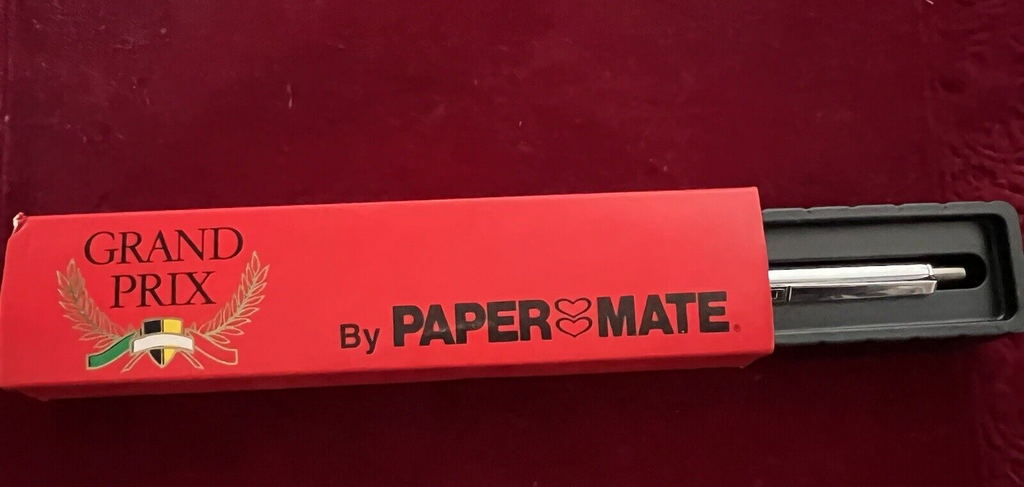 GRAND
PRIX
By PAPER MATE®